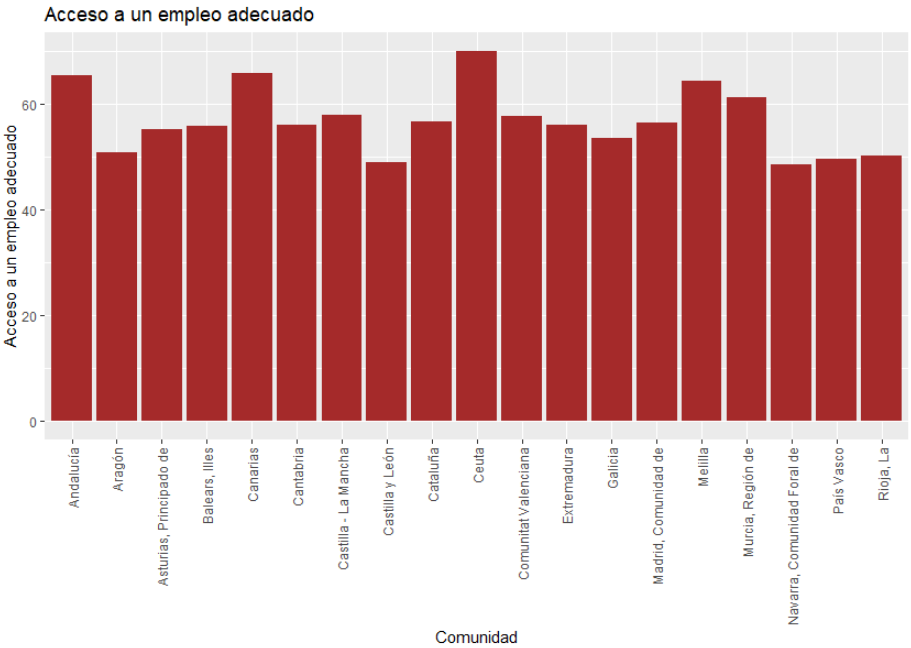 Acceso a un empleo adecuado
Acceso a un empleo adecuado
60
40
20
0
Andalucía
Aragón
Asturias, Principado de
Balears, Illes
Canarias
Cantabria
Castilla - La Mancha
Castilla y León
Cataluña
Ceuta
Comunitat Valenciana
Extremadura
Galicia
Madrid, Comunidad de
Melilla
Murcia, Región de
Navarra, Comunidad Foral de
País Vasco
Rioja, La
Comunidad